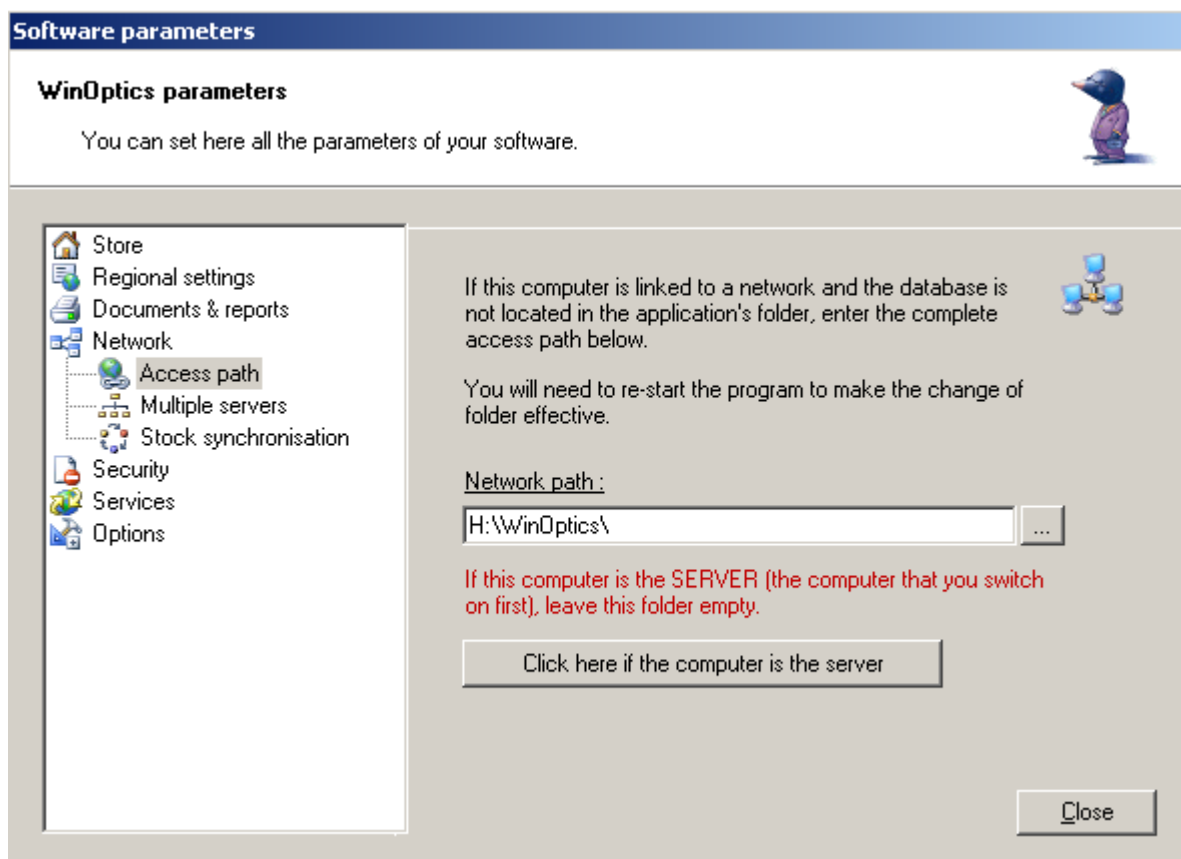 Software parameters
WinOptics parameters
You can set here all the parameters of your software.
Store
Regional settings
Documents & reports
Network
Access path
Multiple servers
Stock synchronisation
Security
Services
Options
If this computer is linked to a network and the database is
not located in the application's folder, enter the complete
access path below.
You will need to re-start the program to make the change of
folder effective.
Network path :
H:\WinOptics\
...
If this computer is the SERVER (the computer that you switch
on first), leave this folder empty.
Click here if the computer is the server
Close